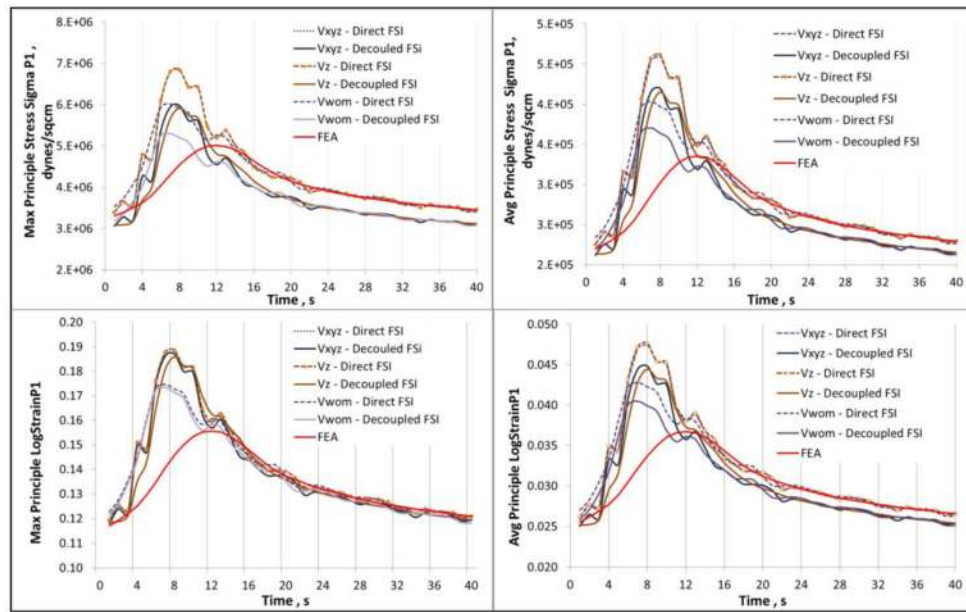 Max Principle Stress Sigma P1 ,
dynes/sqcm
8.E+06
7.E+06
6.E+06
5.E+06
4.E+06
3.E+06
2.E+06
Vxyz - Direct FSI
Vxyz - Decouled FSi
Vz - Direct FSI
Vz - Decoupled FSI
Vwom - Direct FSI
Vwom - Decoupled FSI
FEA
0 4 8 12 16 20 24 28 32 36 40
Time , s
Avg Principle Stress Sigma P1,
dynes/sqcm
5.E+05
5.E+05
4.E+05
4.E+05
3.E+05
3.E+05
2.E+05
Vxyz - Direct FSI
Vxyz - Decoupled FSI
Vz - Direct FSI
Vz - Decoupled FSI
Vwom - Direct FSI
Vwom - Decoupled FSI
FEA
0 4 8 12 16 20 24 28 32 36 40
Time , s
Max Principle LogStrainP1
0.20
0.19
0.18
0.17
0.16
0.15
0.14
0.13
0.12
0.11
0.10
Vxyz - Direct FSI
Vxyz - Decouled FSi
Vz - Direct FSI
Vz - Decoupled FSI
Vwom - Direct FSI
Vwom - Decoupled FSI
FEA
0 4 8 12 16 20 24 28 32 36 40
Time , s
Avg Principle LogStrainP1
0.050
0.045
0.040
0.035
0.030
0.025
0.020
Vxyz - Direct FSI
Vxyz - Decoupled FSI
Vz - Direct FSI
Vz - Decoupled FSI
Vwom - Direct FSI
Vwom - Decoupled FSI
FEA
0 4 8 12 16 20 24 28 32 36 40
Time , s